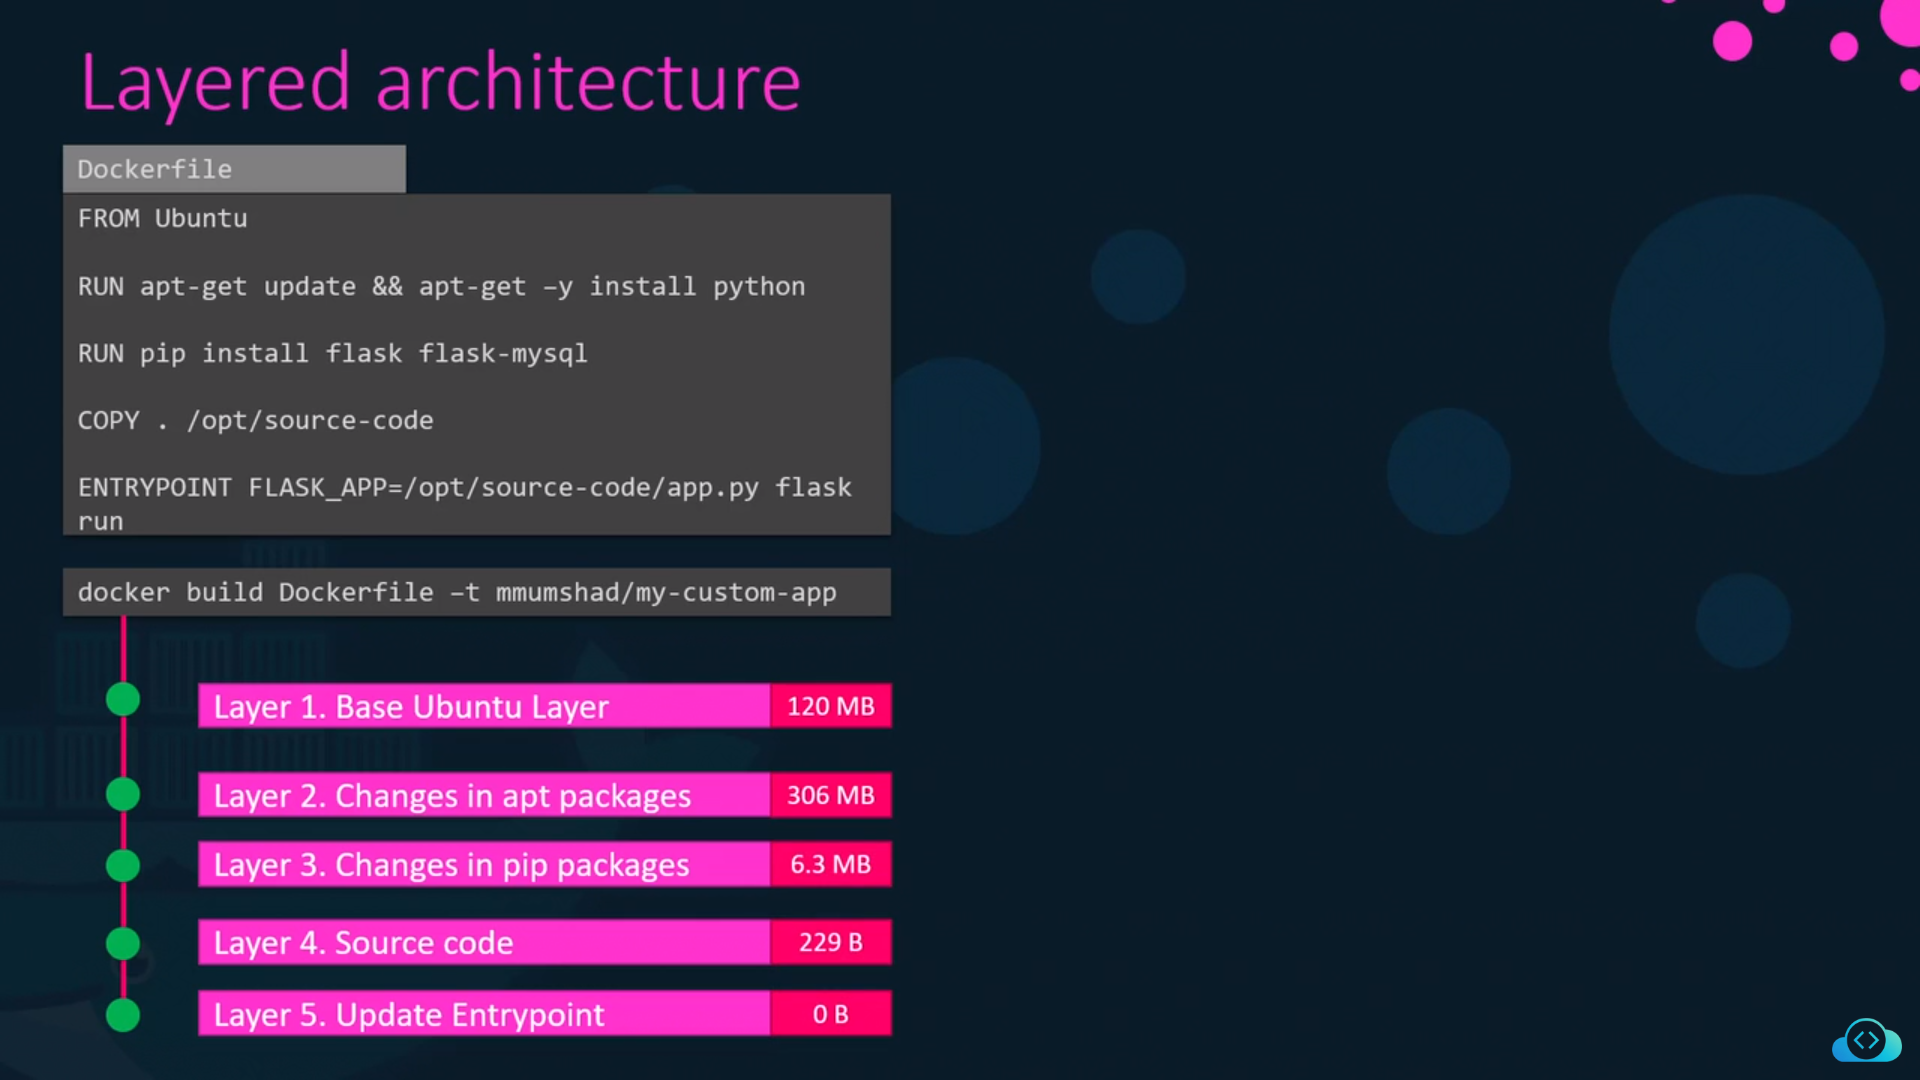 Layered architecture
Dockerfile
FROM Ubuntu
RUN apt-get update && apt-get –y install python
RUN pip install flask flask-mysql
COPY . /opt/source-code
ENTRYPOINT FLASK_APP=/opt/source-code/app.py flask
run
docker build Dockerfile –t mmumshad/my-custom-app
Layer 1. Base Ubuntu Layer 120 MB
Layer 2. Changes in apt packages 306 MB
Layer 3. Changes in pip packages 6.3 MB
Layer 4. Source code 229 B
Layer 5. Update Entrypoint 0 B